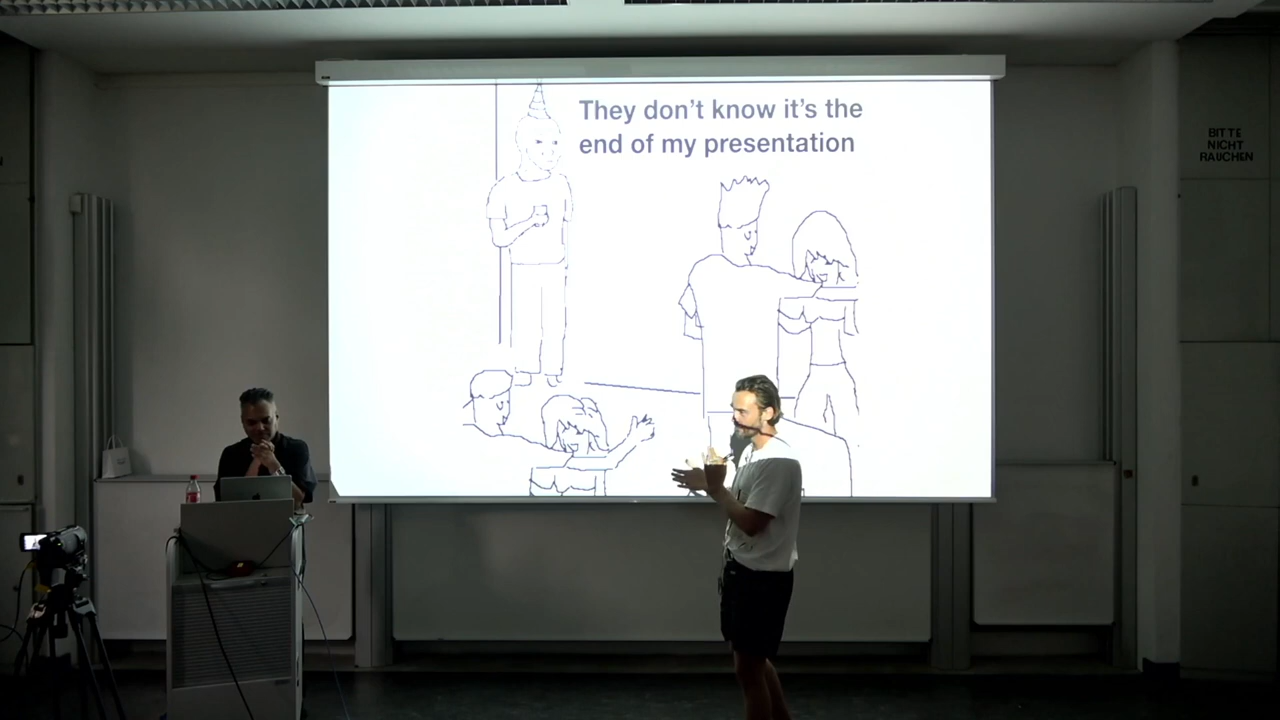 They don't know it's the
end of my presentation
BITTE
NICHT
RAUCHEN